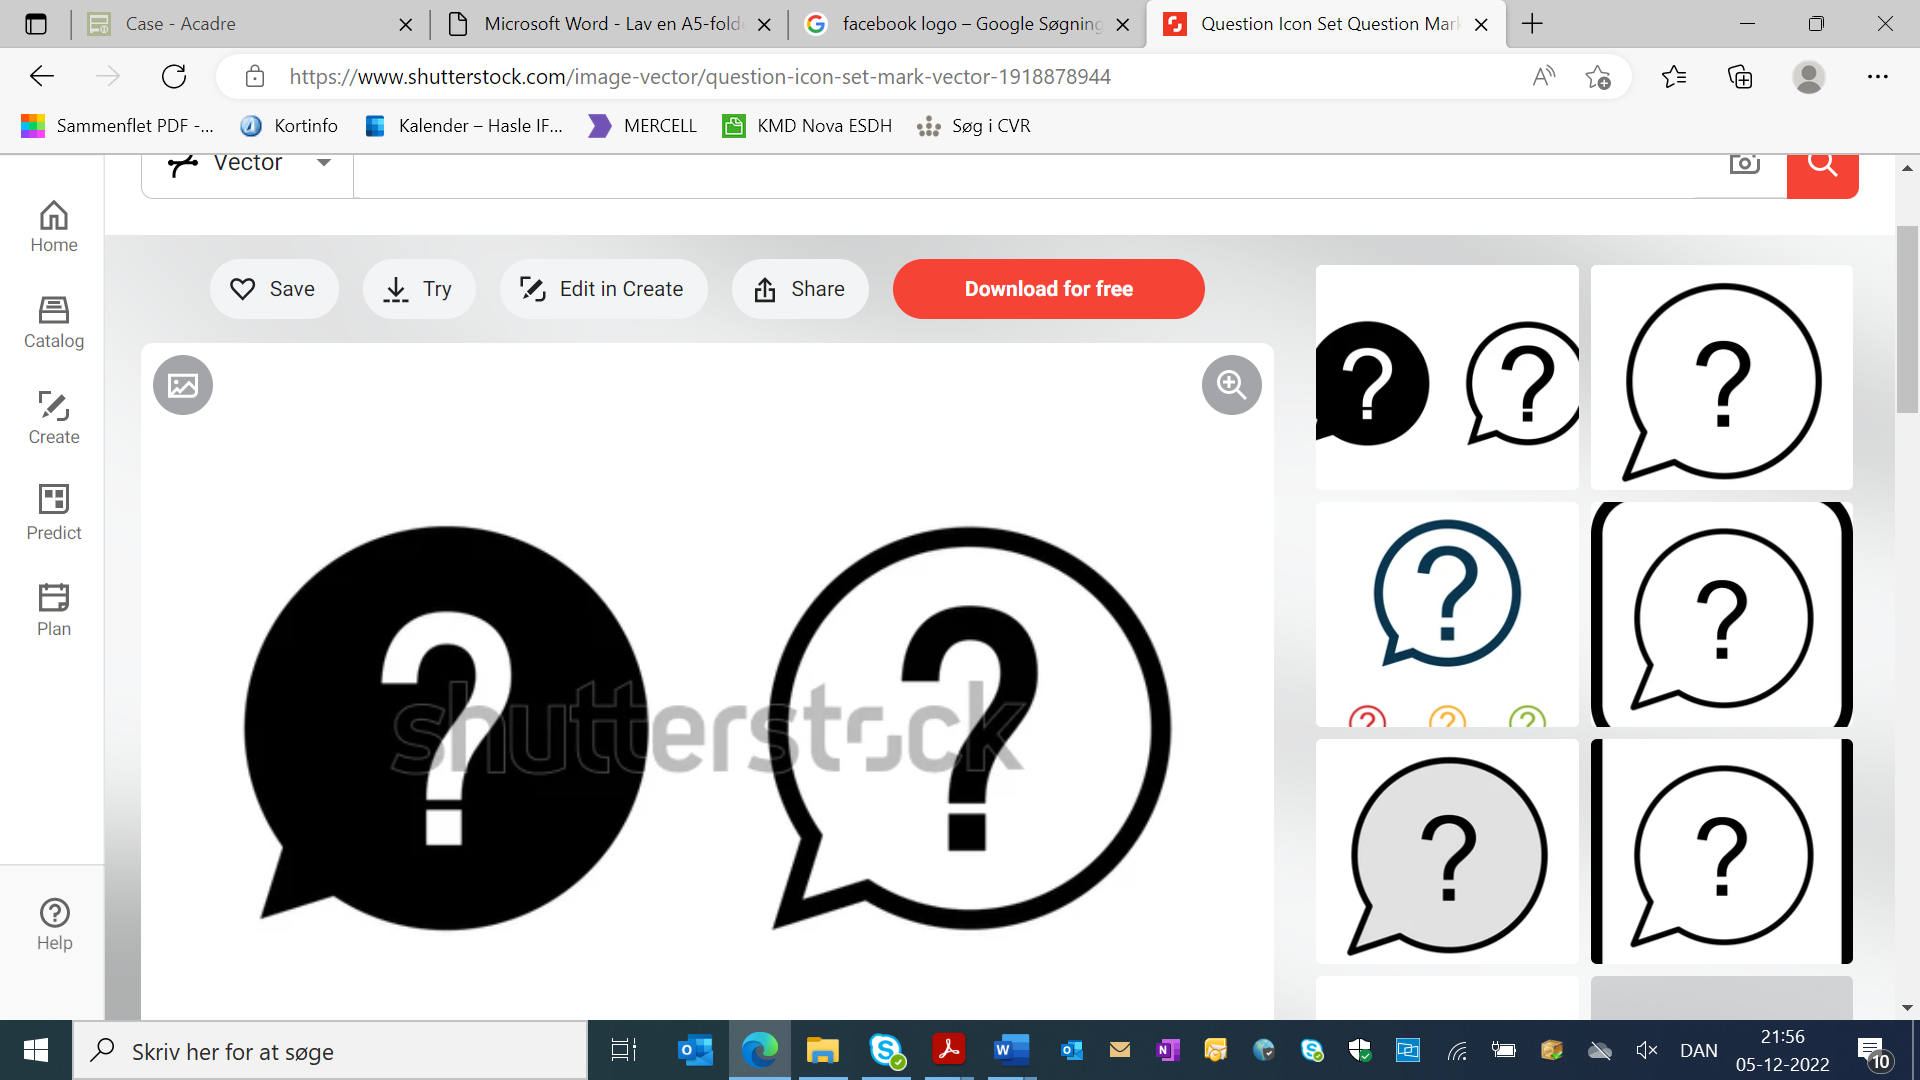 Case - Acadre
Microsoft Word - Lav en A5-folde
facebook logo – Google Søgning
Question Icon Set Question Mark
https://www.shutterstock.com/image-vector/question-icon-set-mark-vector-1918878944
Sammenflet PDF -...
Kortinfo
Kalender – Hasle IF...
MERCELL
KMD Nova ESDH
Søg i CVR
Vector
Home
Catalog
Create
Predict
Plan
Help
Save
Try
Edit in Create
Share
Download for free
?
?
shutterstock
? ?
?
?
? ? ?
?
?
?
?
Skriv her for at søge
DAN
21:56
05-12-2022
10